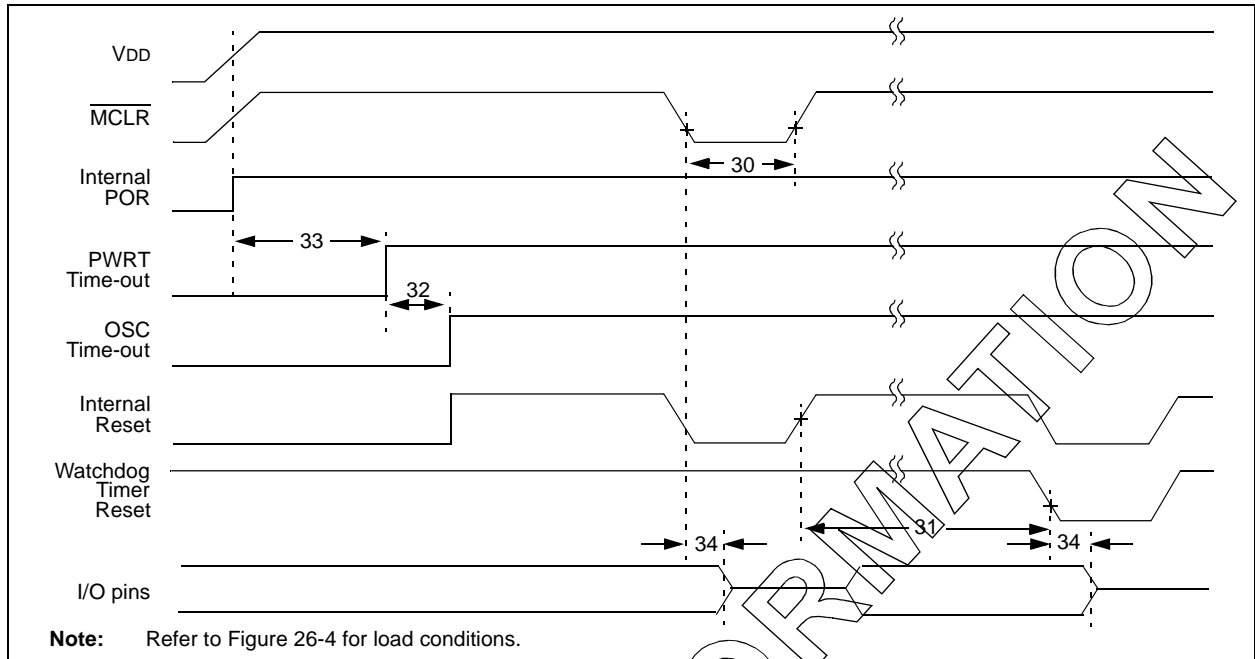 VDD
MCLR
Internal
POR
30
33
PWRT
Time-out
32
OSC
Time-out
Internal
Reset
Watchdog
Timer
Reset
31
34
34
I/O pins
Note: Refer to Figure 26-4 for load conditions.
ORMATION